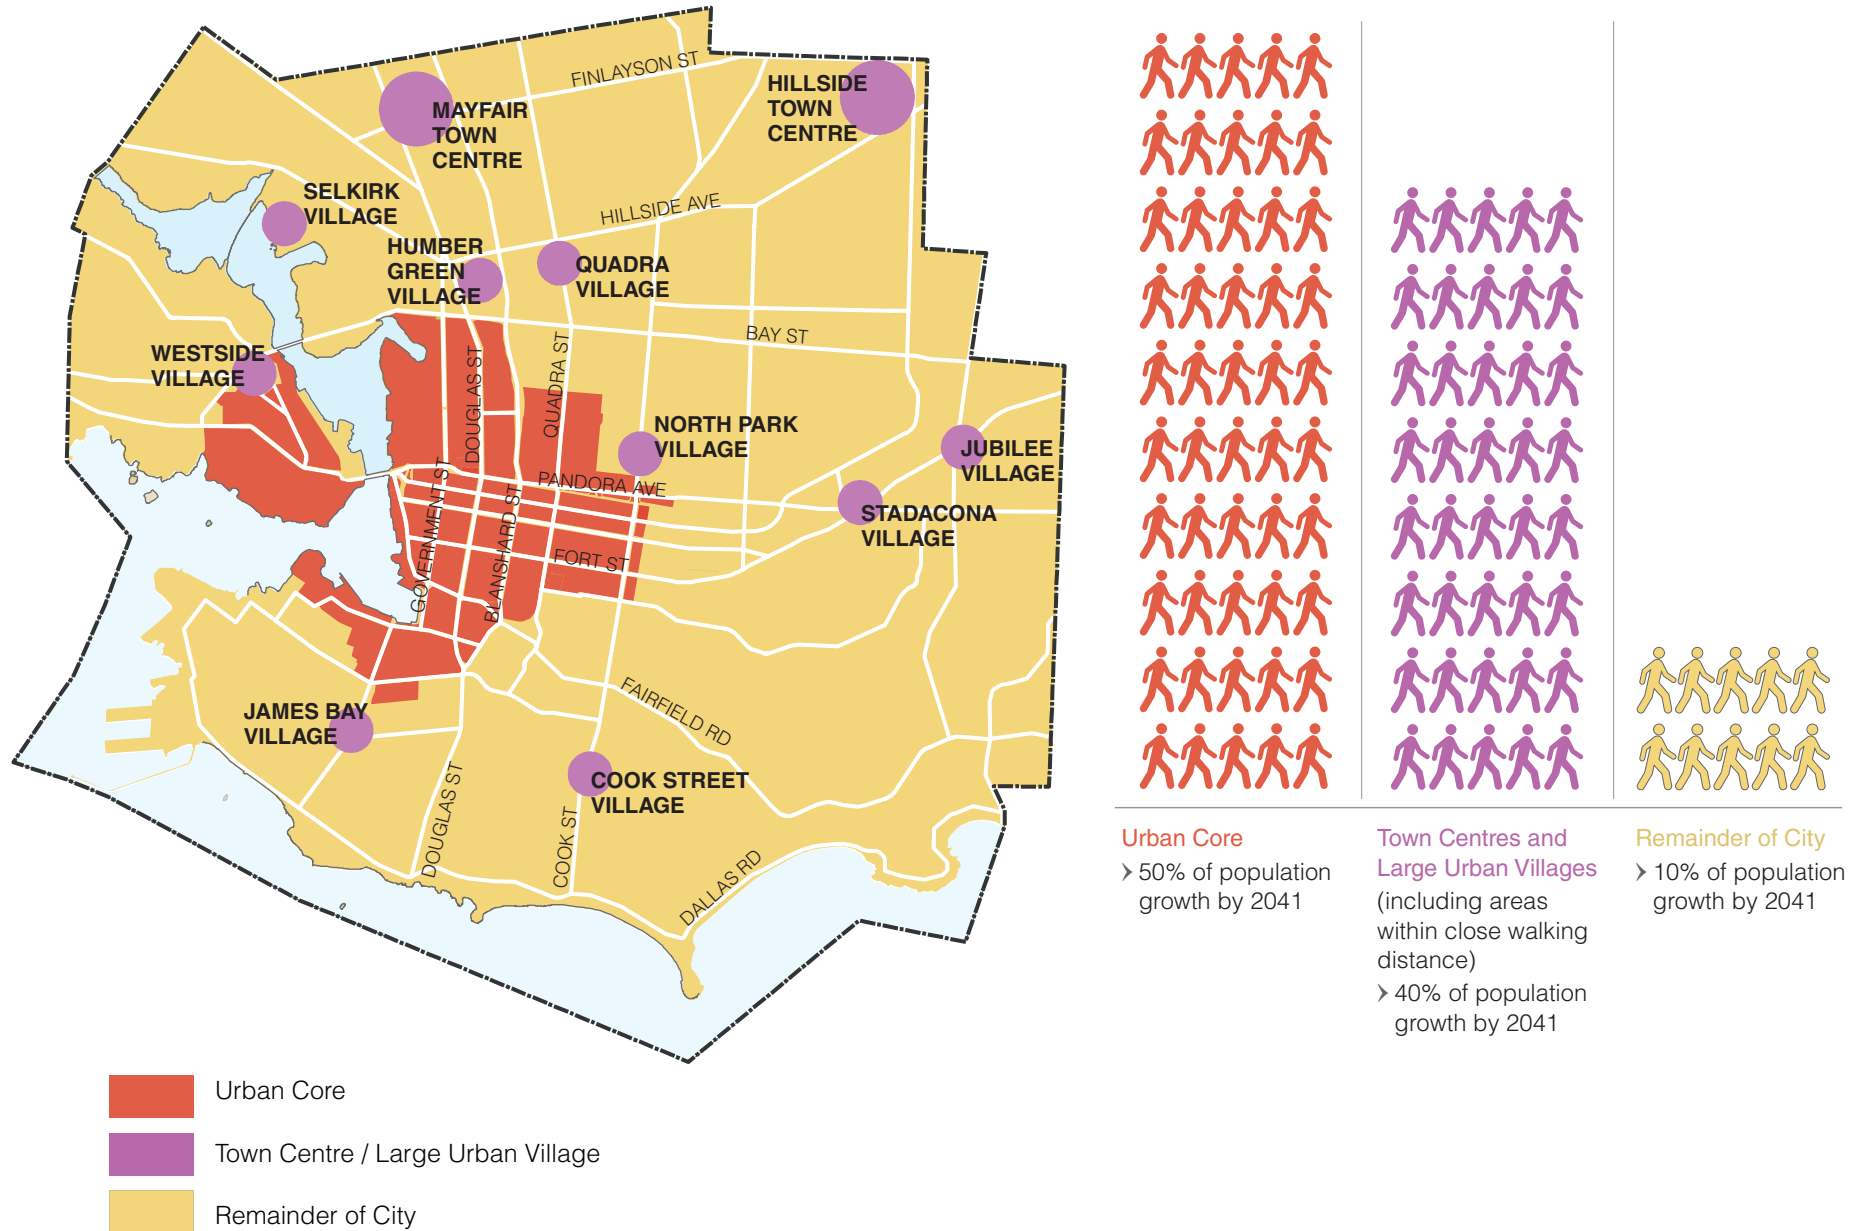 FINLAYSON ST
MAYFAIR
TOWN
CENTRE
HILLSIDE
TOWN
CENTRE
SELKIRK
VILLAGE
HILLSIDE AVE
HUMBER
GREEN
VILLAGE
QUADRA
VILLAGE
BAY ST
WESTSIDE
VILLAGE
DOUGLAS ST
QUADRA ST
NORTH PARK
VILLAGE
JUBILEE
VILLAGE
PANDORA AVE
STADACONA
VILLAGE
GOVERNMENT ST
BLANSHARD ST
FORT ST
JAMES BAY
VILLAGE
FAIRFIELD RD
COOK STREET
VILLAGE
DOUGLAS ST
COOK ST
DALLAS RD
Urban Core
Town Centre / Large Urban Village
Remainder of City
Urban Core
50% of population
growth by 2041
Town Centres and
Large Urban Villages
(including areas
within close walking
distance)
40% of population
growth by 2041
Remainder of City
10% of population
growth by 2041